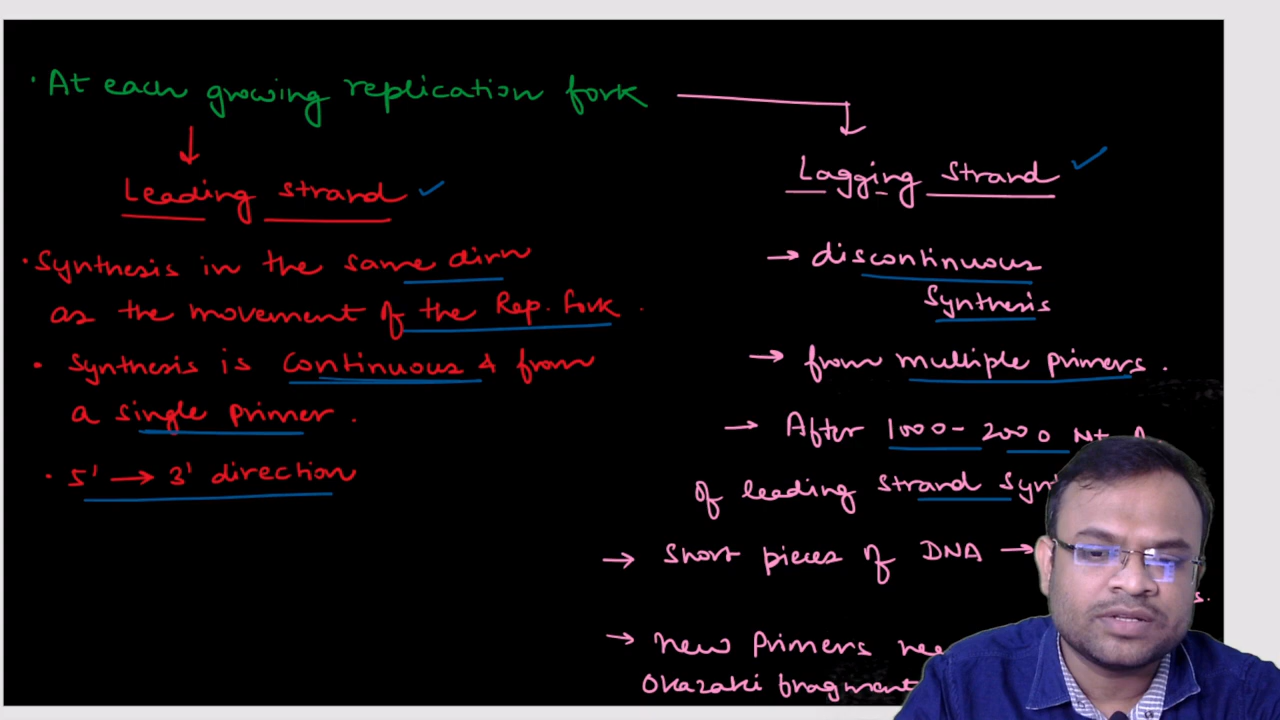 · At each growing replication fork
Leading strand ✓
· Synthesis in the same dirn
as the movement of the Rep. fork .
· Synthesis is continuous & from
a single primer .
· 5' → 3' direction
Lagging strand ✓
→ discontinuous
synthesis
→ from multiple primers .
→ After 1000 - 2000
of leading strand
→ short pieces of DNA →
→ new primers
Okazaki